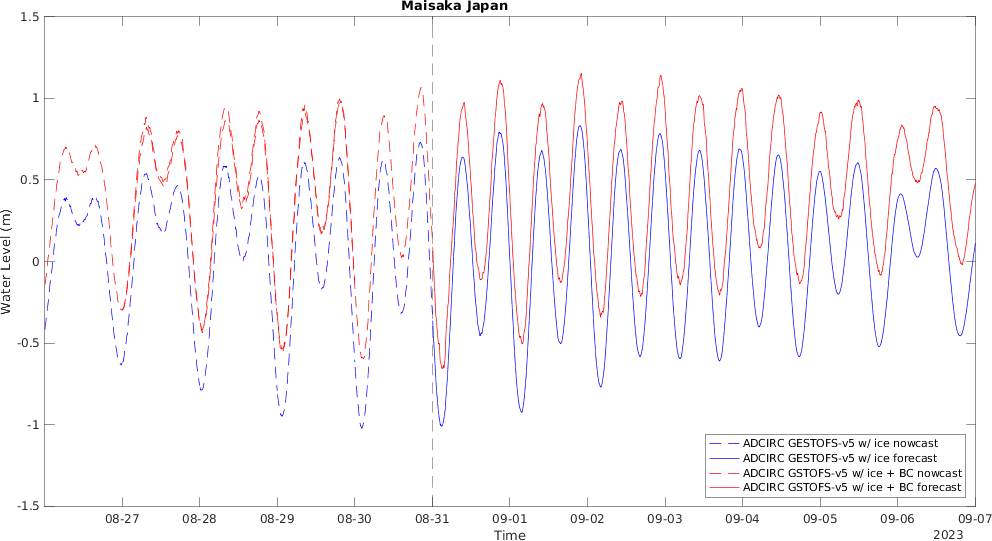 Maisaka Japan
1.5
1
0.5
0
-0.5
-1
-1.5
Water Level (m)
ADCIRC GESTOFS-v5 w/ ice nowcast
ADCIRC GESTOFS-v5 w/ ice forecast
ADCIRC GSTOFS-v5 w/ ice + BC nowcast
ADCIRC GSTOFS-v5 w/ ice + BC forecast
08-27 08-28 08-29 08-30 08-31 09-01 09-02 09-03 09-04 09-05 09-06 09-07
Time
2023